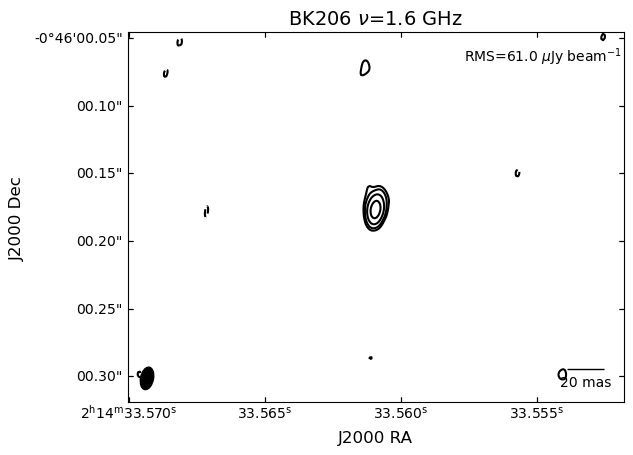 BK206 ν=1.6 GHz
RMS=61.0 μJy beam⁻¹
-0°46'00.05"
00.10"
00.15"
00.20"
00.25"
00.30"
J2000 Dec
20 mas
2ʰ14ᵐ33.570ˢ 33.565ˢ 33.560ˢ 33.555ˢ
J2000 RA